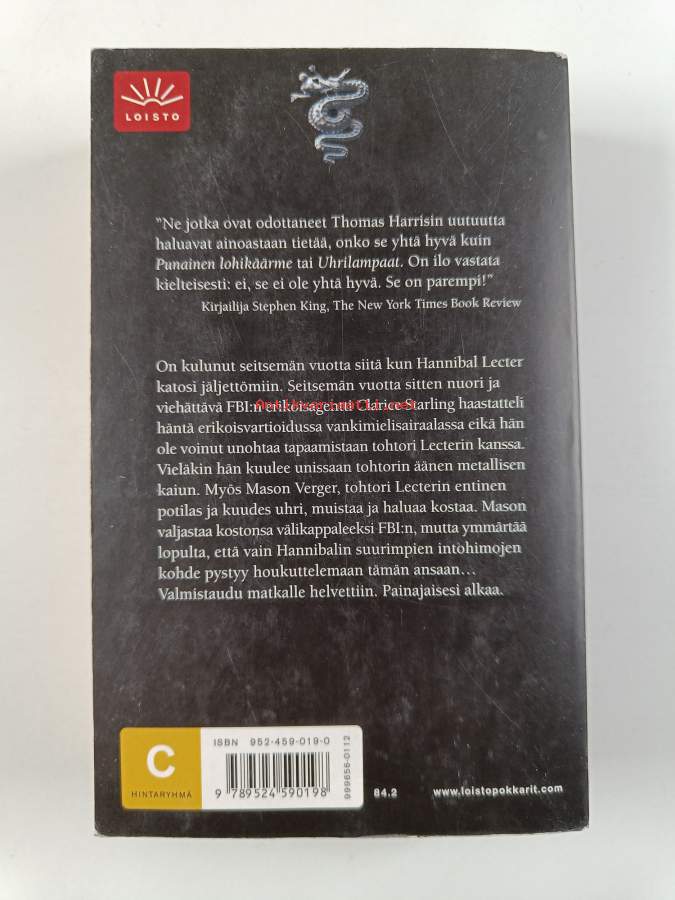 LOISTO
”Ne jotka ovat odottaneet Thomas Harrisin uutuutta
haluavat ainoastaan tietää, onko se yhtä hyvä kuin
Punainen lohikäärme tai Uhrilampaat. On ilo vastata
kielteisesti: ei, se ei ole yhtä hyvä. Se on parempi!”
Kirjailija Stephen King, The New York Times Book Review
On kulunut seitsemän vuotta siitä kun Hannibal Lecter
katosi jäljettömiin. Seitsemän vuotta sitten nuori ja
viehättävä FBI:n erikoisagentti Clarice Starling haastatteli
häntä erikoisvartioidussa vankimielisairaalassa eikä hän
ole voinut unohtaa tapaamistaan tohtori Lecterin kanssa.
Vieläkin hän kuulee unissaan tohtorin äänen metallisen
kaiun. Myös Mason Verger, tohtori Lecterin entinen
potilas ja kuudes uhri, muistaa ja haluaa kostaa. Mason
valjastaa kostonsa välikappaleeksi FBI:n, mutta ymmärtää
lopulta, että vain Hannibalin suurimpien intohimojen
kohde pystyy houkuttelemaan tämän ansaan…
Valmistaudu matkalle helvettiin. Painajaisesi alkaa.
C
HINTARYHMÄ
ISBN 952-459-019-0
9 789524 590198
999656-0112
84.2
www.loistopokkarit.com